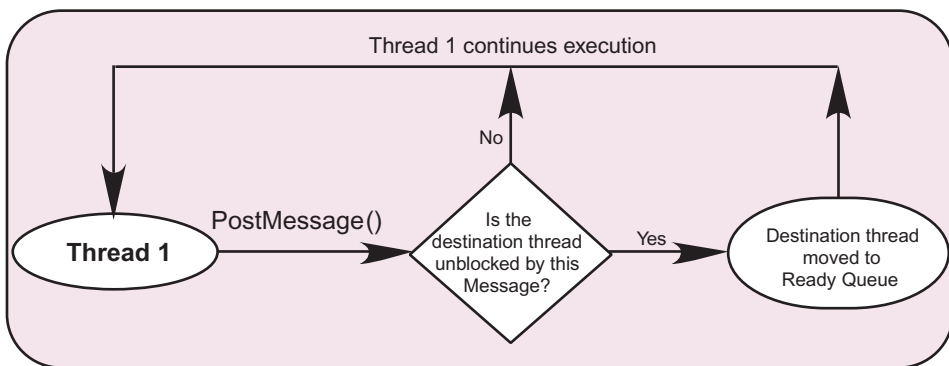 Thread 1 continues execution
No
PostMessage()
Thread 1
Is the
destination thread
unblocked by this
Message?
Yes
Destination thread
moved to
Ready Queue